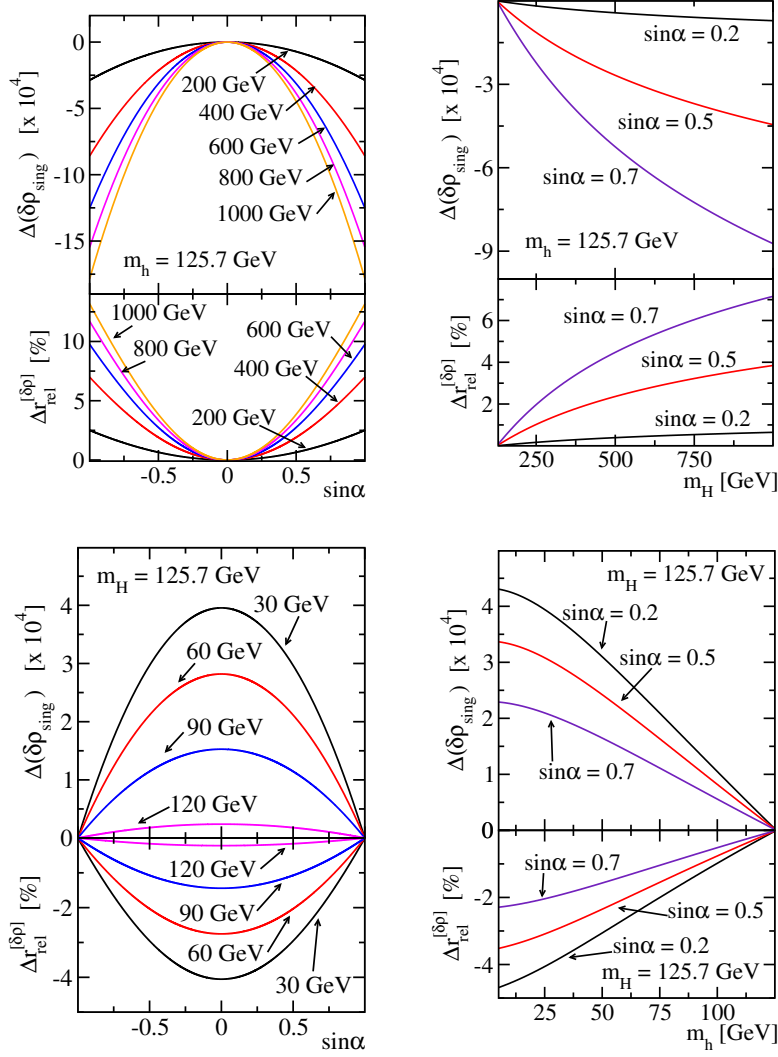 0
-5
-10
-15
Δ(δρ_sing) [x 10^4]
200 GeV
400 GeV
600 GeV
800 GeV
1000 GeV
m_h = 125.7 GeV
10
5
0
Δr_rel^[δρ] [%]
1000 GeV
800 GeV
600 GeV
400 GeV
200 GeV
-0.5
0
0.5
sinα
-3
-6
-9
Δ(δρ_sing) [x 10^4]
sinα = 0.2
sinα = 0.5
sinα = 0.7
m_h = 125.7 GeV
6
4
2
Δr_rel^[δρ] [%]
sinα = 0.7
sinα = 0.5
sinα = 0.2
250
500
750
m_H [GeV]
m_H = 125.7 GeV
4
3
2
1
0
Δ(δρ_sing) [x 10^4]
30 GeV
60 GeV
90 GeV
120 GeV
-2
-4
Δr_rel^[δρ] [%]
120 GeV
90 GeV
60 GeV
30 GeV
-0.5
0
0.5
sinα
m_H = 125.7 GeV
4
3
2
1
0
Δ(δρ_sing) [x 10^4]
sinα = 0.2
sinα = 0.5
sinα = 0.7
-2
-4
Δr_rel^[δρ] [%]
sinα = 0.7
sinα = 0.5
sinα = 0.2
m_H = 125.7 GeV
25
50
75
100
m_h [GeV]